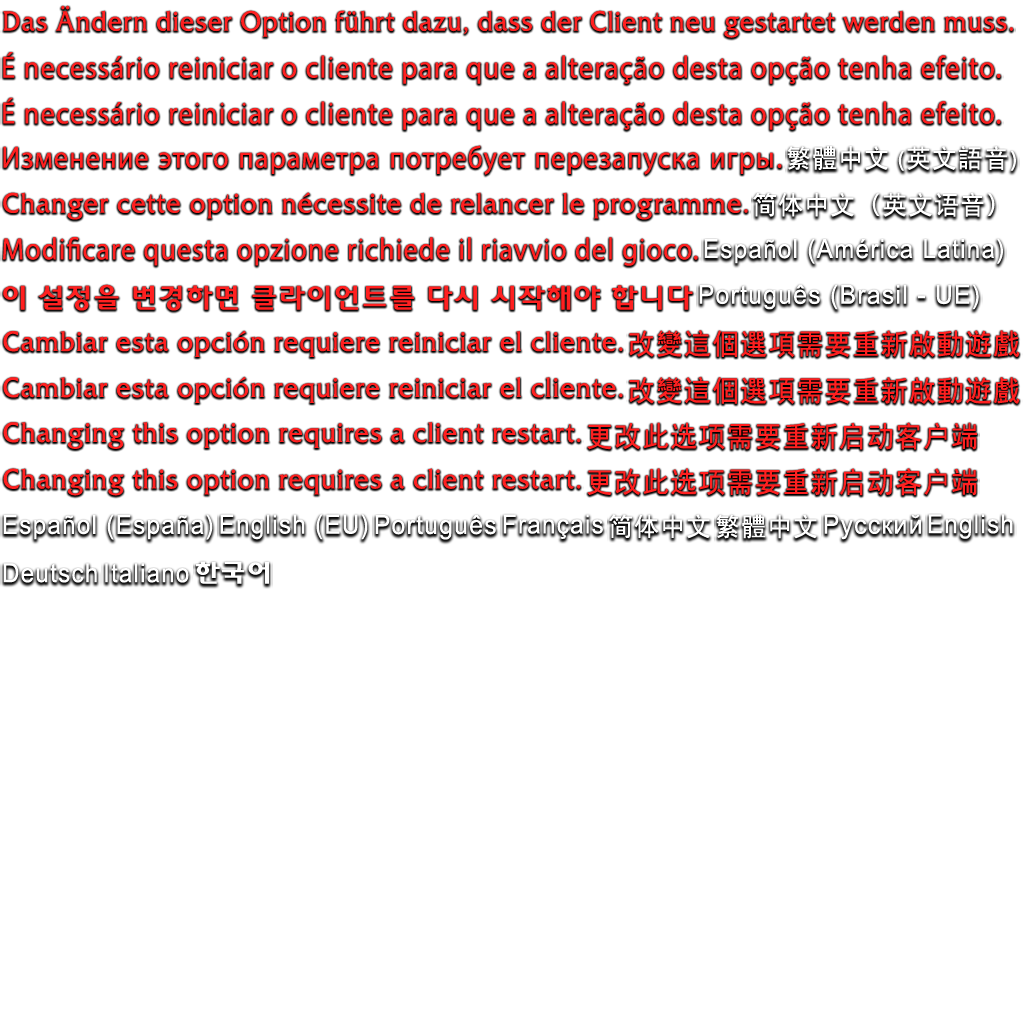 Das Ändern dieser Option führt dazu, dass der Client neu gestartet werden muss.
É necessário reiniciar o cliente para que a alteração desta opção tenha efeito.
É necessário reiniciar o cliente para que a alteração desta opção tenha efeito.
Изменение этого параметра потребует перезапуска игры. 繁體中文 (英文語音)
Changer cette option nécessite de relancer le programme. 简体中文（英文语音）
Modificare questa opzione richiede il riavvio del gioco. Español (América Latina)
이 설정을 변경하면 클라이언트를 다시 시작해야 합니다 Português (Brasil - UE)
Cambiar esta opción requiere reiniciar el cliente. 改變這個選項需要重新啟動遊戲
Cambiar esta opción requiere reiniciar el cliente. 改變這個選項需要重新啟動遊戲
Changing this option requires a client restart. 更改此选项需要重新启动客户端
Changing this option requires a client restart. 更改此选项需要重新启动客户端
Español (España) English (EU) Português Français 简体中文 繁體中文 Русский English
Deutsch Italiano 한국어